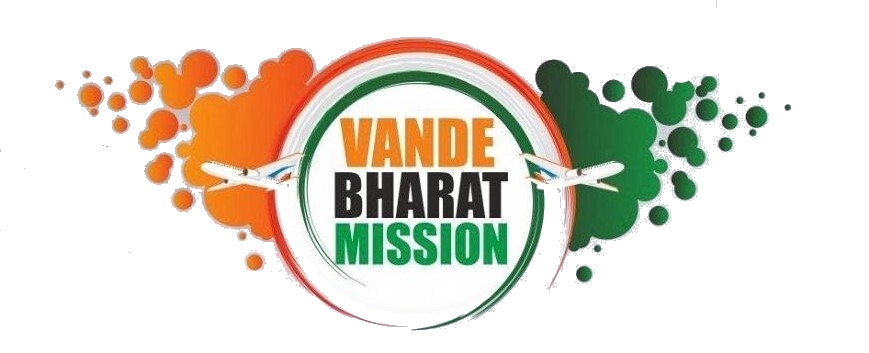 VANDE
BHARAT
MISSION